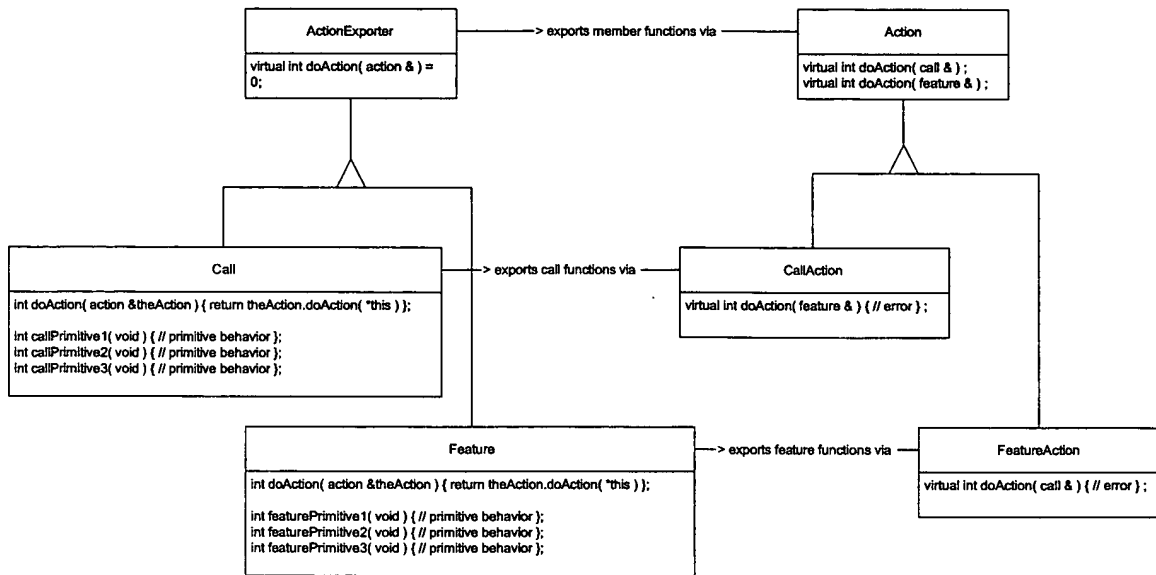 ActionExporter
> exports member functions via
Action
virtual int doAction( action & ) =
0;
virtual int doAction( call & ) ;
virtual int doAction( feature & ) ;
Call
> exports call functions via
CallAction
int doAction( action &theAction ) { return theAction.doAction( *this ) };
int callPrimitive1( void ) { // primitive behavior };
int callPrimitive2( void ) { // primitive behavior };
int callPrimitive3( void ) { // primitive behavior };
virtual int doAction( feature & ) { // error } ;
Feature
> exports feature functions via
FeatureAction
int doAction( action &theAction ) { return theAction.doAction( *this ) };
int featurePrimitive1( void ) { // primitive behavior };
int featurePrimitive2( void ) { // primitive behavior };
int featurePrimitive3( void ) { // primitive behavior };
virtual int doAction( call & ) { // error } ;